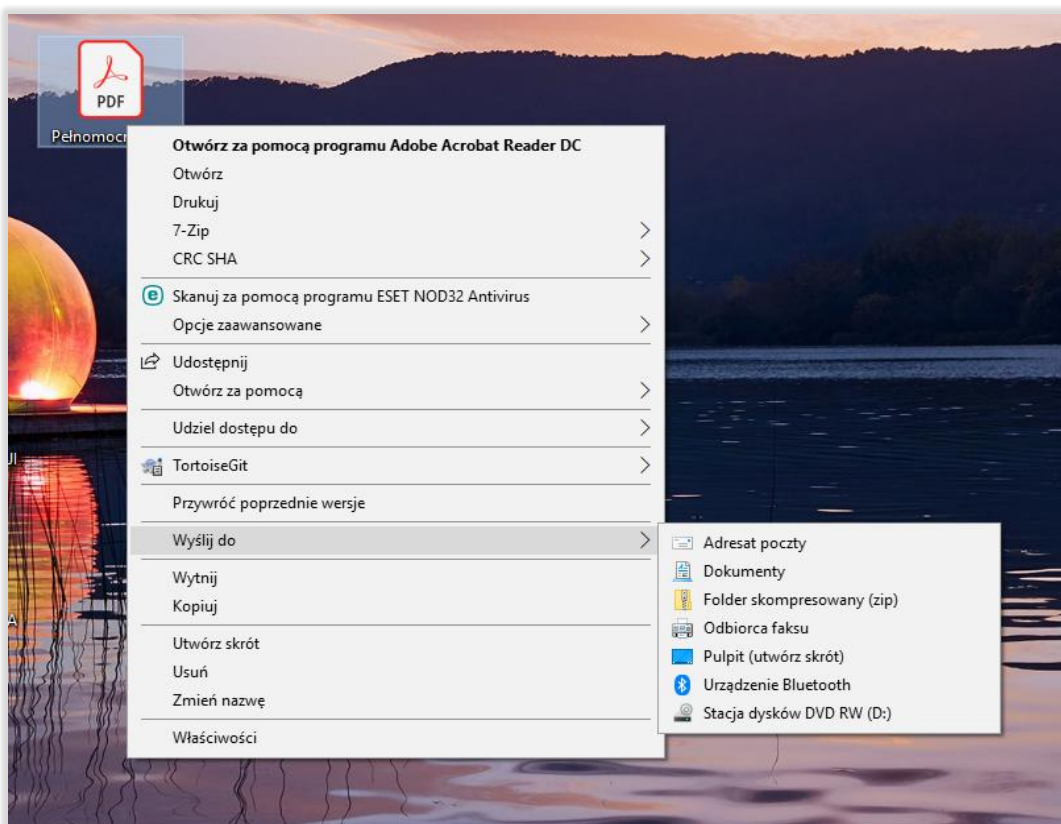 PDF
Otwórz za pomocą programu Adobe Acrobat Reader DC
Otwórz
Drukuj
7-Zip
CRC SHA
Skanuj za pomocą programu ESET NOD32 Antivirus
Opcje zaawansowane
Udostępnij
Otwórz za pomocą
Udziel dostępu do
TortoiseGit
Przywróć poprzednie wersje
Wyślij do
Adresat poczty
Dokumenty
Folder skompresowany (zip)
Odbiorca faksu
Pulpit (utwórz skrót)
Urządzenie Bluetooth
Stacja dysków DVD RW (D:)
Wytnij
Kopiuj
Utwórz skrót
Usuń
Zmień nazwę
Właściwości